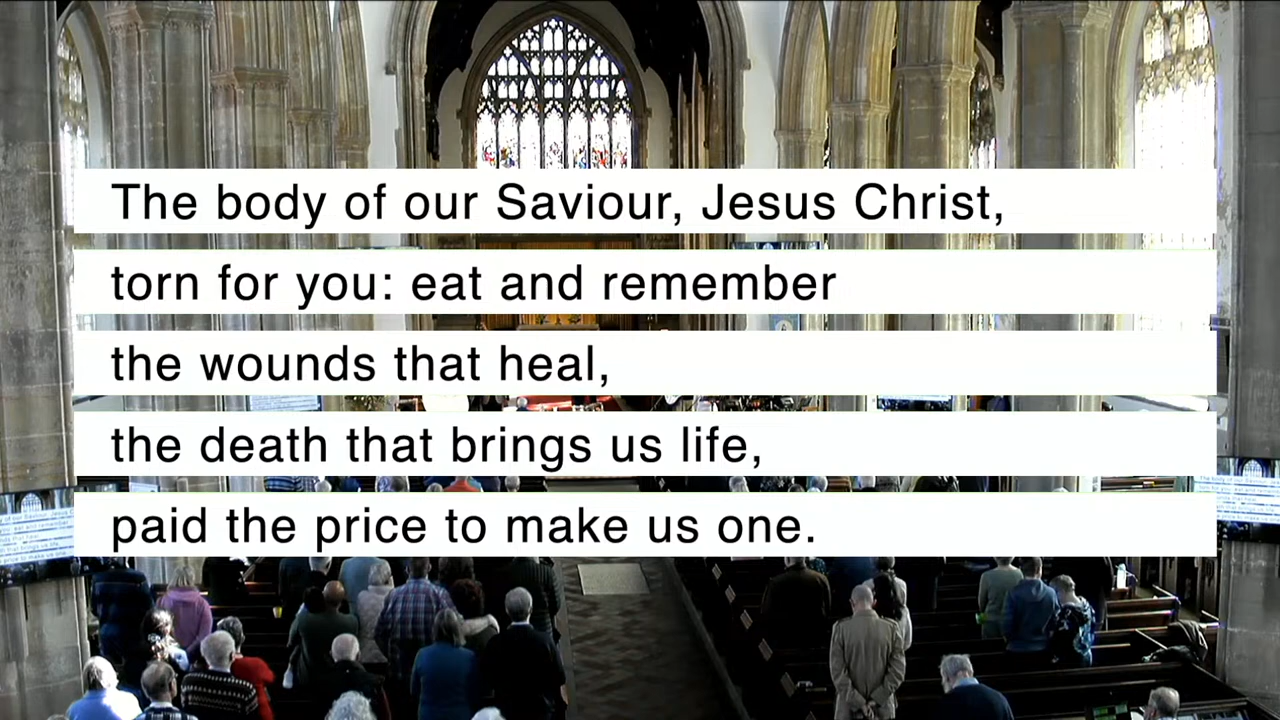 The body of our Saviour, Jesus Christ,
torn for you: eat and remember
the wounds that heal,
the death that brings us life,
paid the price to make us one.